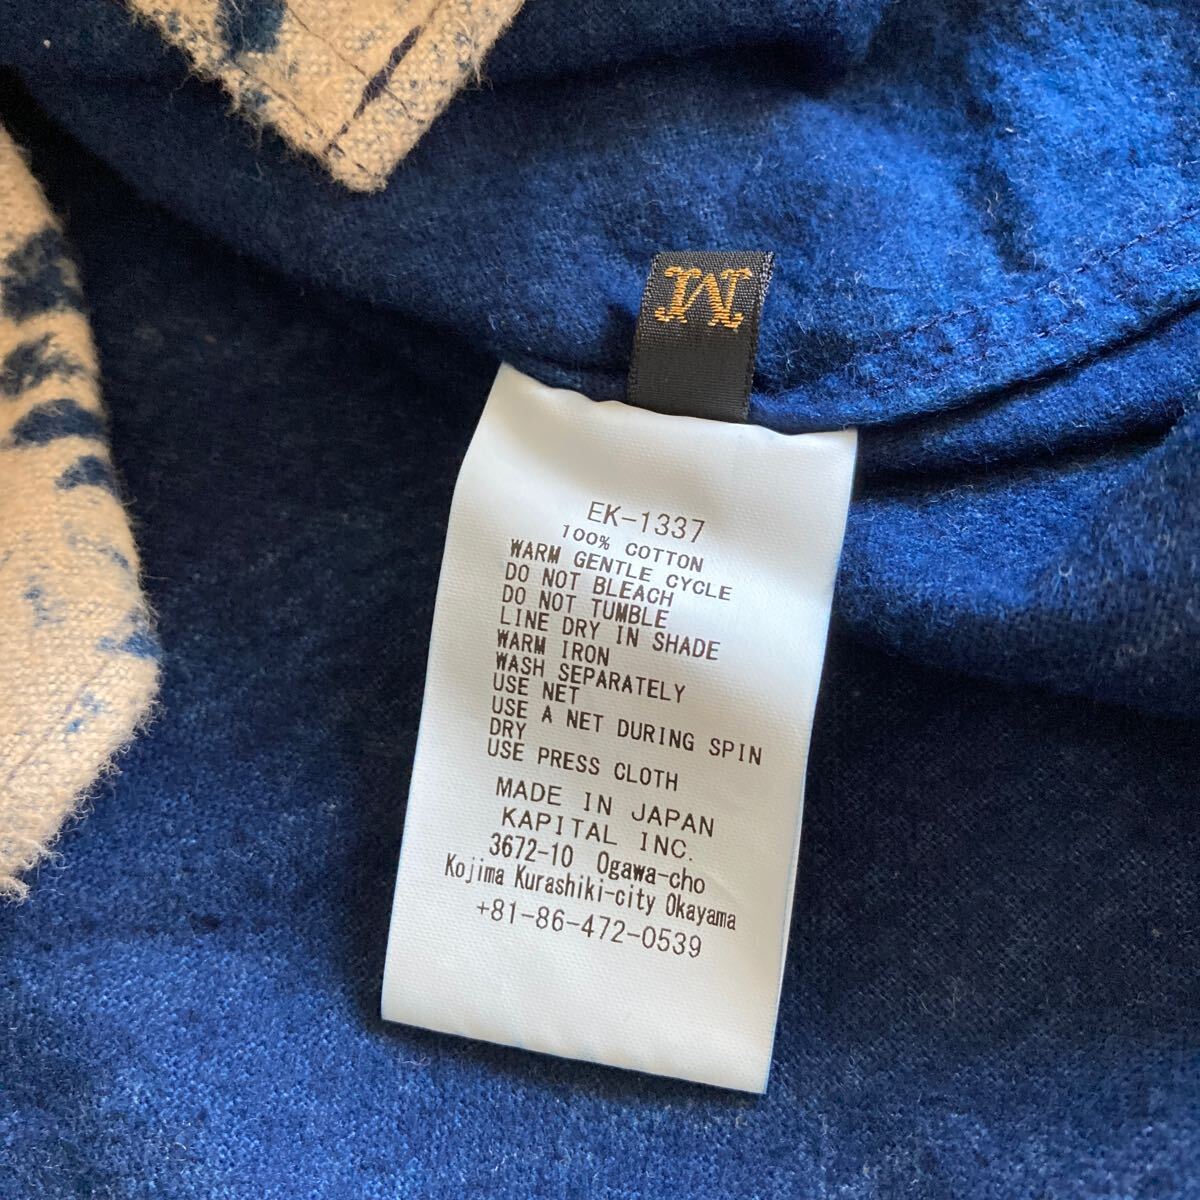 M
EK-1337
100% COTTON
WARM GENTLE CYCLE
DO NOT BLEACH
DO NOT TUMBLE
LINE DRY IN SHADE
WARM IRON
WASH SEPARATELY
USE NET
USE A NET DURING SPIN
DRY
USE PRESS CLOTH
MADE IN JAPAN
KAPITAL INC.
3672-10 Ogawa-cho
Kojima Kurashiki-city Okayama
+81-86-472-0539